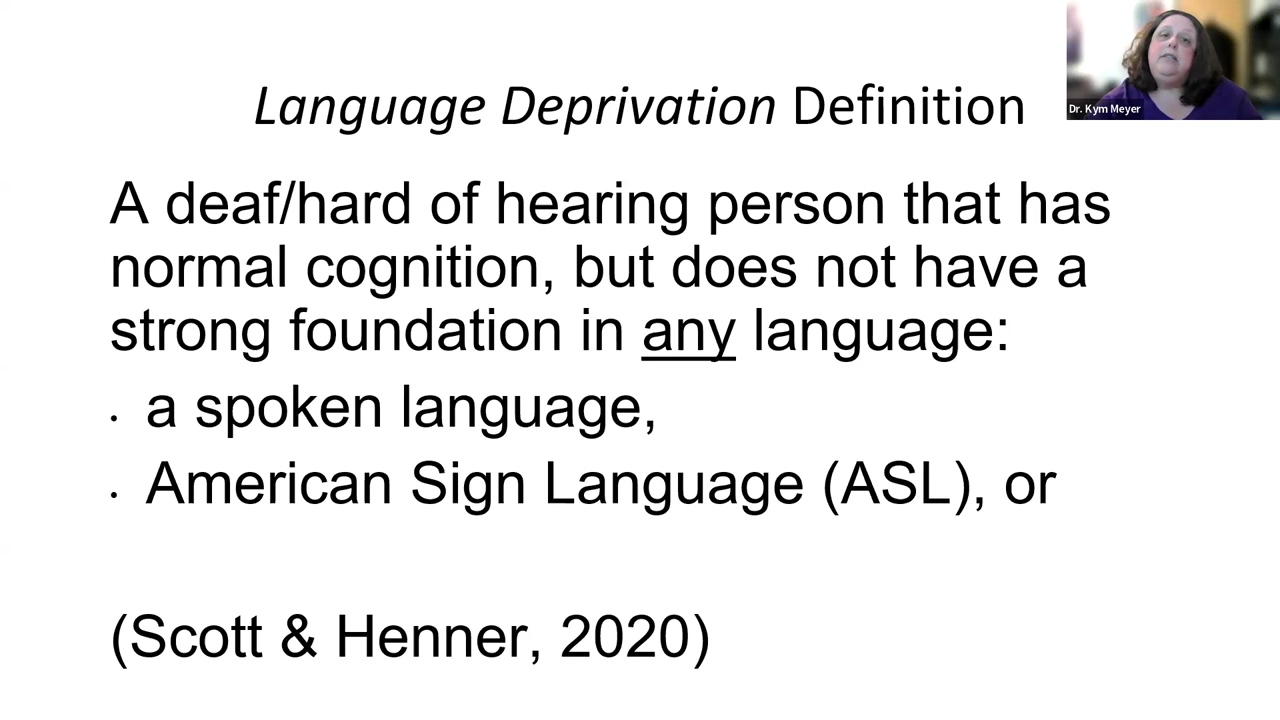 Language Deprivation Definition
Dr. Kym Meyer
A deaf/hard of hearing person that has
normal cognition, but does not have a
strong foundation in any language:
· a spoken language,
· American Sign Language (ASL), or
(Scott & Henner, 2020)